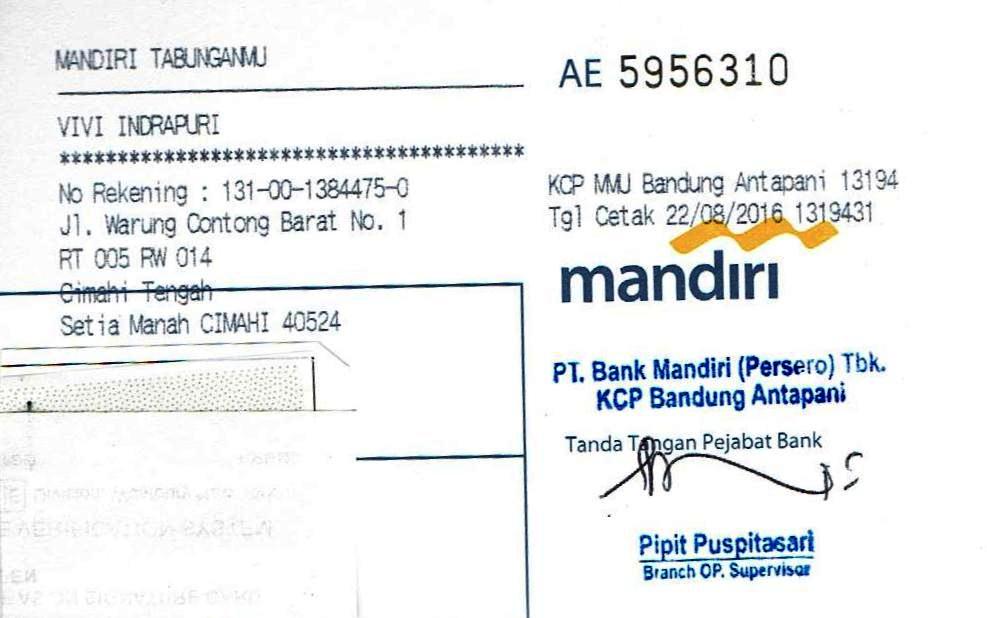 MANDIRI TABUNGANMU
AE 5956310
VIVI INDRAPURI
****************************************
No Rekening : 131-00-1384475-0
Jl. Warung Contong Barat No. 1
RT 005 RW 014
Cimahi Tengah
Setia Manah CIMAHI 40524
KCP MMU Bandung Antapani 13194
Tgl Cetak 22/08/2016 1319431
mandırı
PT. Bank Mandiri (Persero) Tbk.
KCP Bandung Antapani
Tanda Tangan Pejabat Bank
Pipit Puspitasari
Branch OP. Supervisor